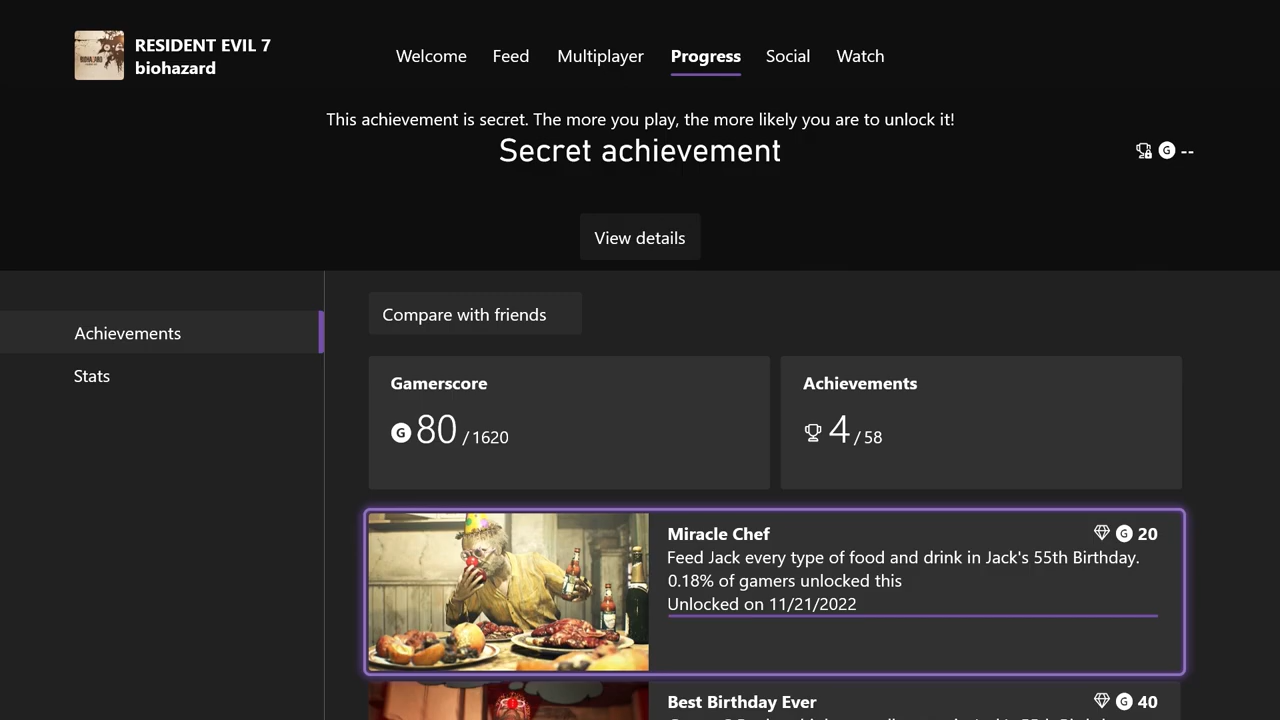 RESIDENT EVIL 7
biohazard
Welcome
Feed
Multiplayer
Progress
Social
Watch
This achievement is secret. The more you play, the more likely you are to unlock it!
Secret achievement
G --
View details
Achievements
Stats
Compare with friends
Gamerscore
G 80 / 1620
Achievements
4 / 58
Miracle Chef
G 20
Feed Jack every type of food and drink in Jack's 55th Birthday.
0.18% of gamers unlocked this
Unlocked on 11/21/2022
Best Birthday Ever
G 40